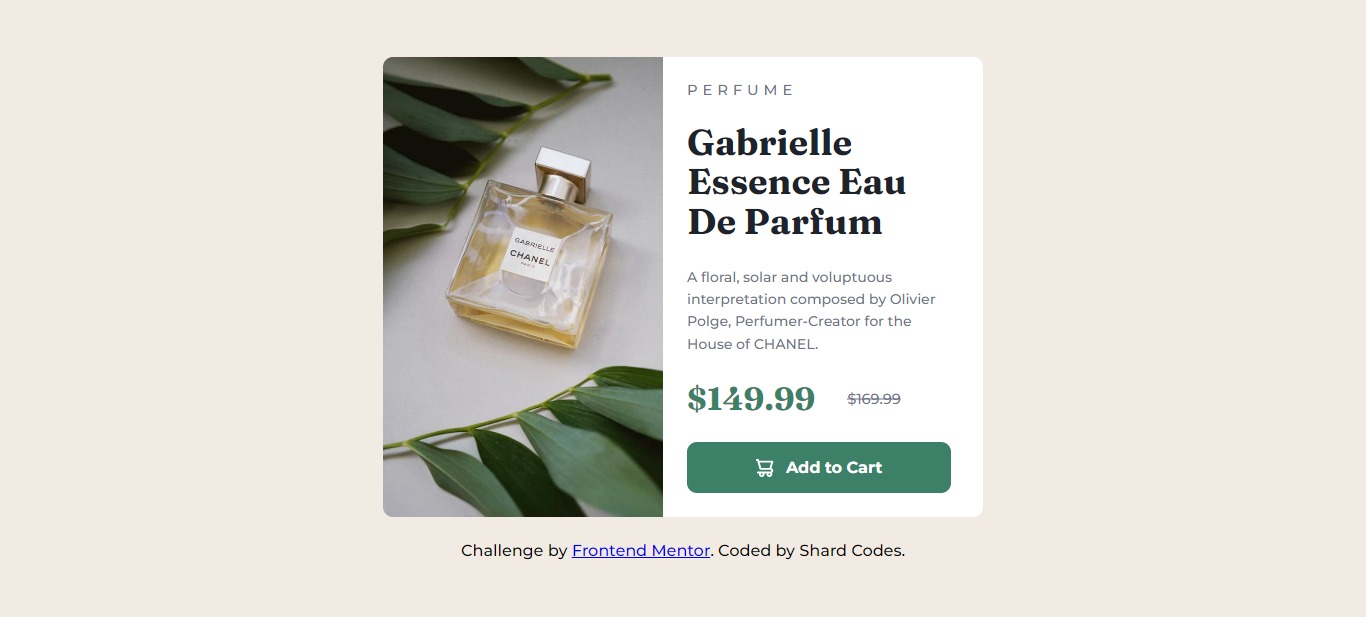 PERFUME
Gabrielle
Essence Eau
De Parfum
GABRIELLE
CHANEL
PARIS
A floral, solar and voluptuous
interpretation composed by Olivier
Polge, Perfumer-Creator for the
House of CHANEL.
$149.99 $169.99
Add to Cart
Challenge by Frontend Mentor. Coded by Shard Codes.